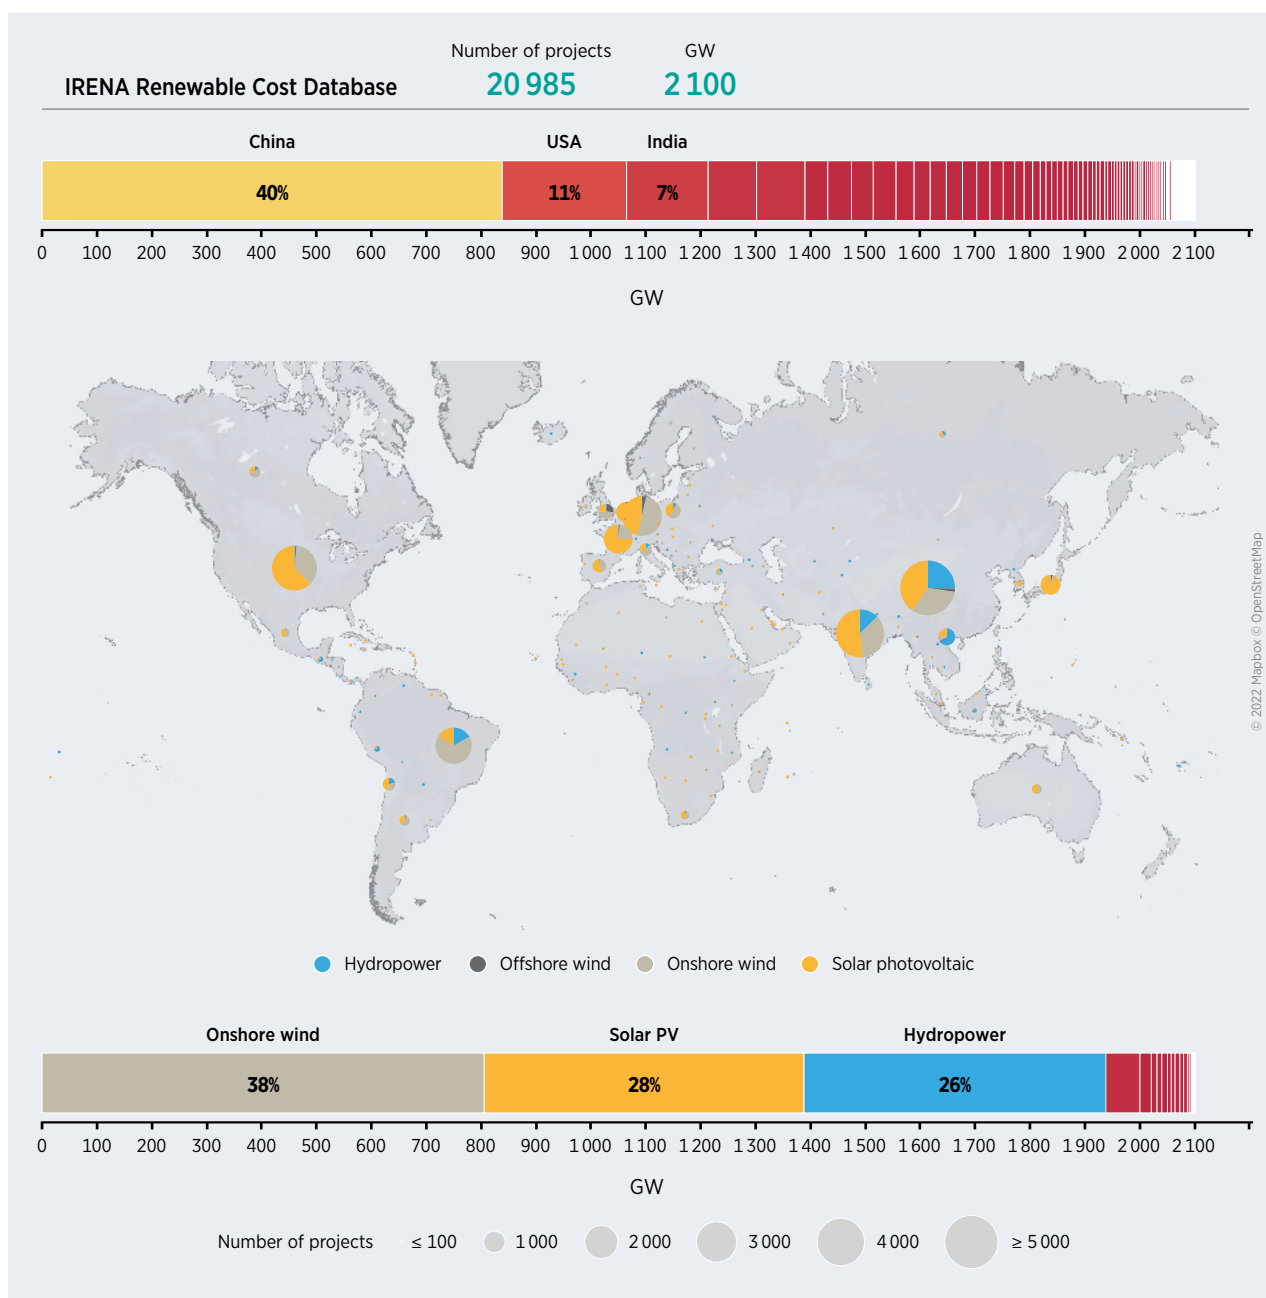 Number of projects GW
IRENA Renewable Cost Database 20 985 2 100
China USA India
40% 11% 7%
0 100 200 300 400 500 600 700 800 900 1 000 1 100 1 200 1 300 1 400 1 500 1 600 1 700 1 800 1 900 2 000 2 100
GW
© 2022 Mapbox © OpenStreetMap
Hydropower Offshore wind Onshore wind Solar photovoltaic
Onshore wind Solar PV Hydropower
38% 28% 26%
0 100 200 300 400 500 600 700 800 900 1 000 1 100 1 200 1 300 1 400 1 500 1 600 1 700 1 800 1 900 2 000 2 100
GW
Number of projects ≤ 100 1 000 2 000 3 000 4 000 ≥ 5 000